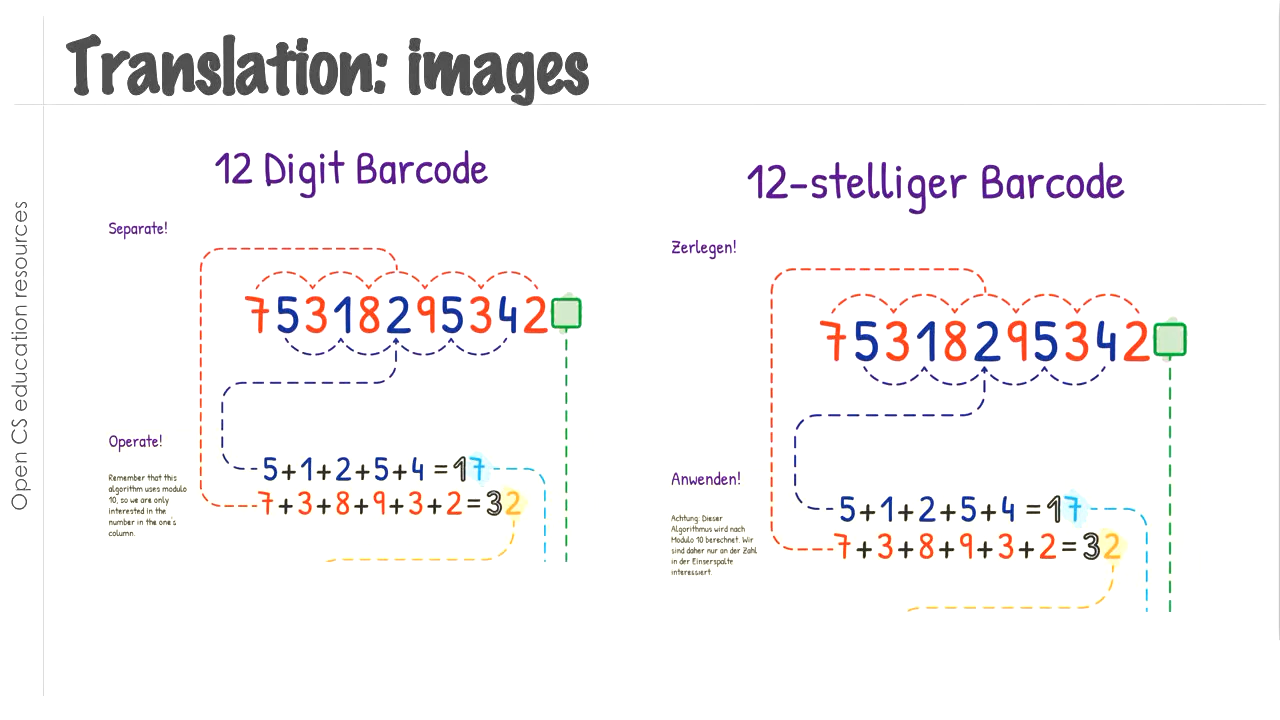 Translation: images
Open CS education resources
12 Digit Barcode
Separate!
75318295342
Operate!
Remember that this
algorithm uses modulo
10, so we are only
interested in the
number in the one's
column.
5+1+2+5+4 =17
7+3+8+9+3+2=32
12-stelliger Barcode
Zerlegen!
75318295342
Anwenden!
Achtung: Dieser
Algorithmus wird nach
Modulo 10 berechnet. Wir
sind daher nur an der Zahl
in der Einserspalte
interessiert.
5+1+2+5+4 =17
7+3+8+9+3+2=32